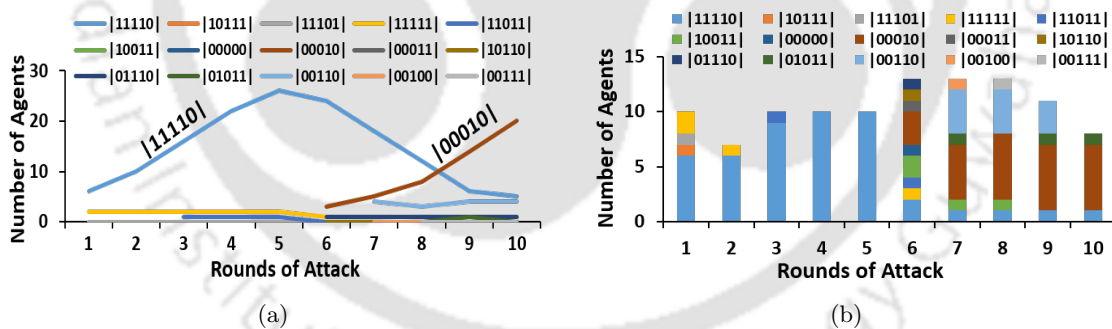 |11110| |10111| |11101| |11111| |11011|
|10011| |00000| |00010| |00011| |10110|
|01110| |01011| |00110| |00100| |00111|
Number of Agents
30
20
10
0
|11110|
|00010|
1 2 3 4 5 6 7 8 9 10
Rounds of Attack
(a)
|11110| |10111| |11101| |11111| |11011|
|10011| |00000| |00010| |00011| |10110|
|01110| |01011| |00110| |00100| |00111|
Number of Agents
15
10
5
0
1 2 3 4 5 6 7 8 9 10
Rounds of Attack
(b)